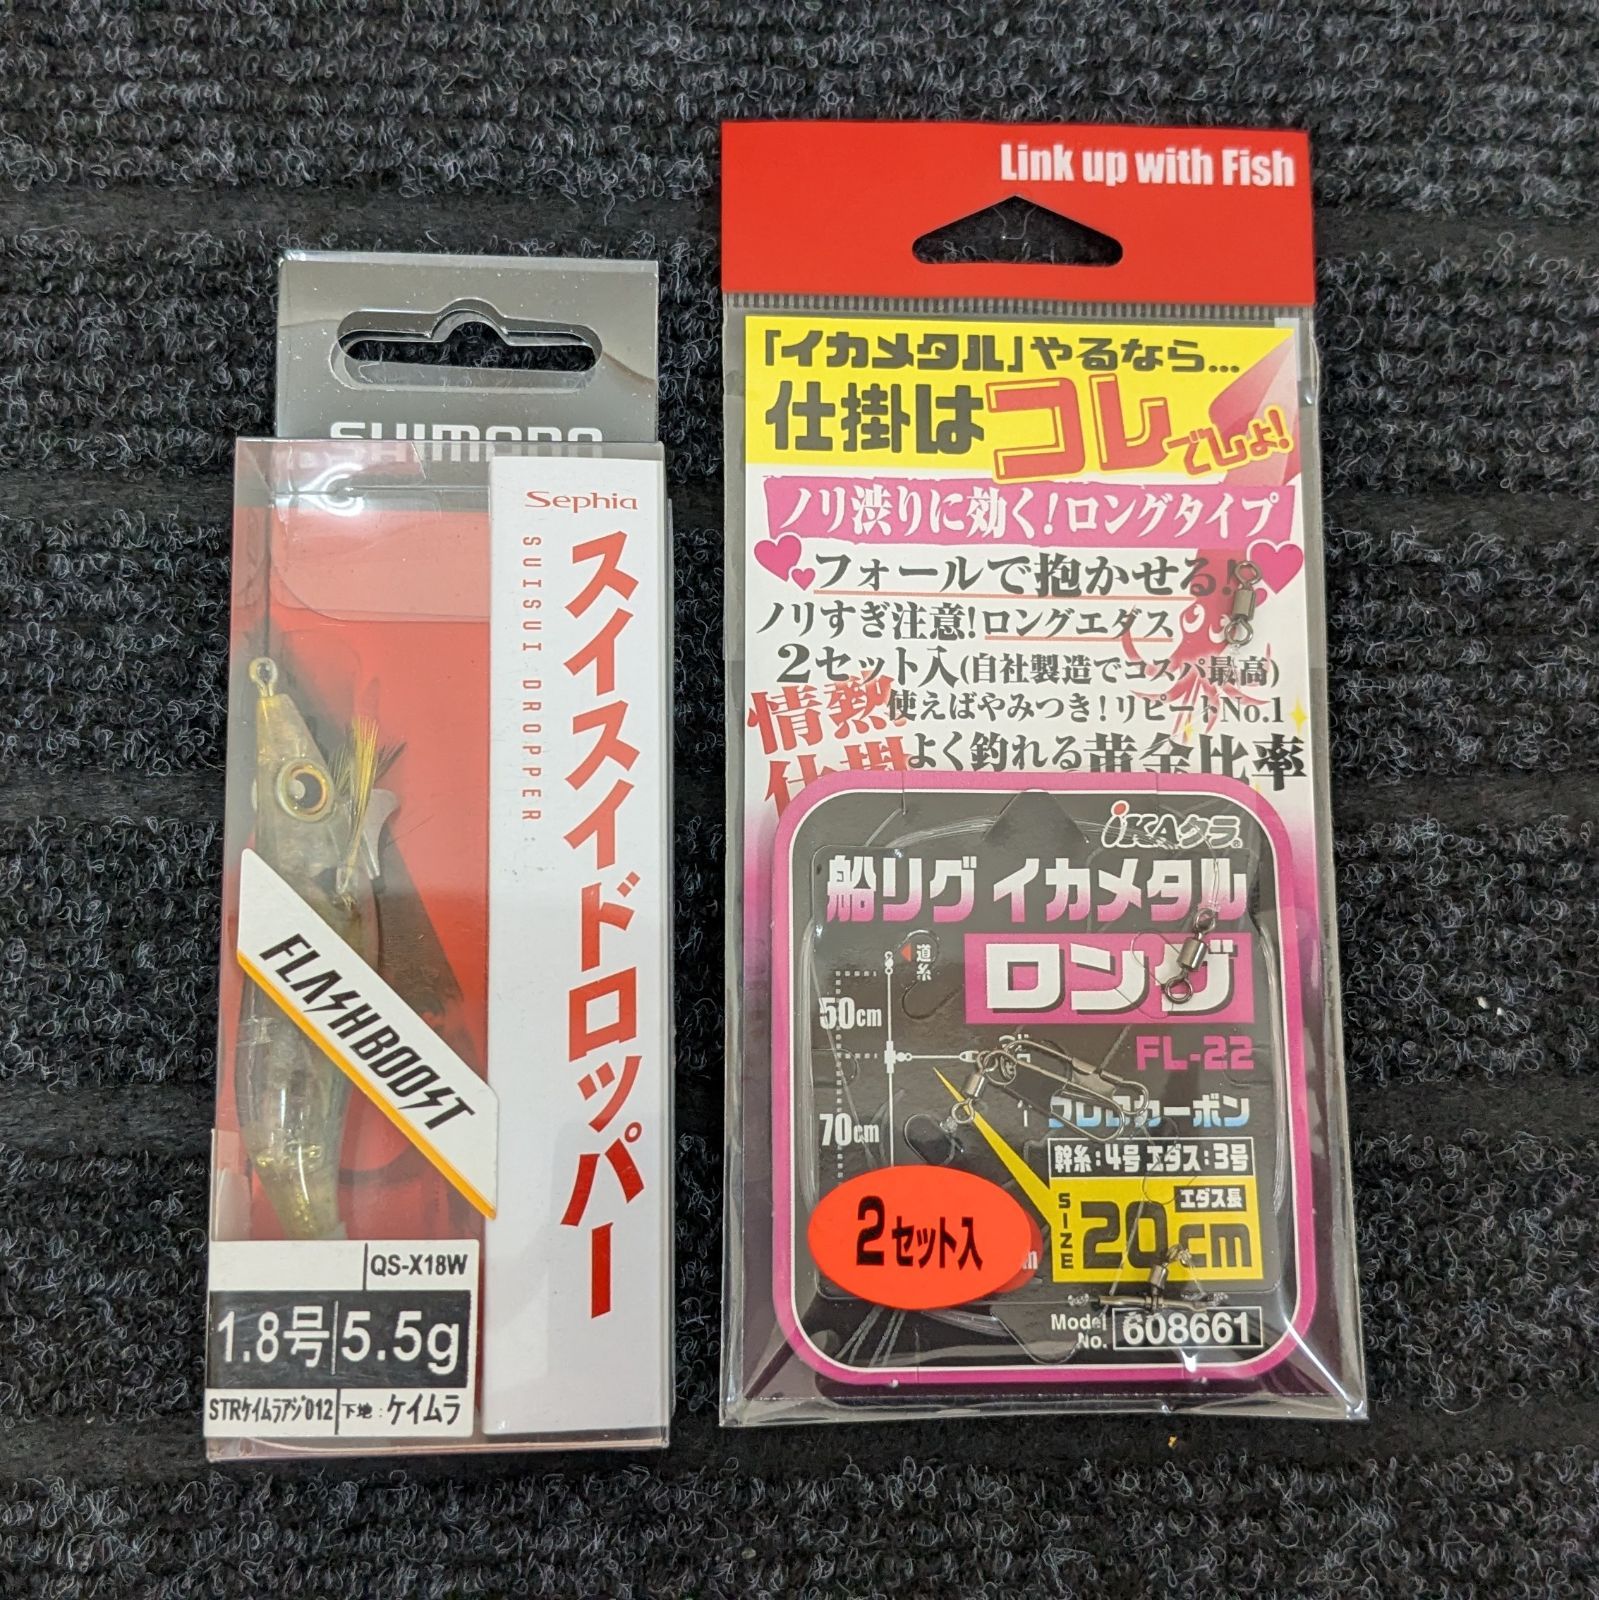 SHIMANO
Sephia
スイスイドロッパー
SUISUI DROPPER:
FLASHBOOST
QS-X18W
1.8号 5.5g
STRケイムラアジ012 下地:ケイムラ
Link up with Fish
「イカメタル」やるなら…
仕掛はコレでしょ!
ノリ渋りに効く!ロングタイプ
フォールで抱かせる!
ノリすぎ注意!ロングエダス
2セット入(自社製造でコスパ最高)
使えばやみつき!リピートNo.1
情熱仕掛
よく釣れる黄金比率
iKAクラ®
船リグ イカメタル
ロング
FL-22
道糸
50cm
70cm
フロロカーボン
幹糸:4号 エダス:3号
SIZE 20cm
エダス長
2セット入
Model No. 608661